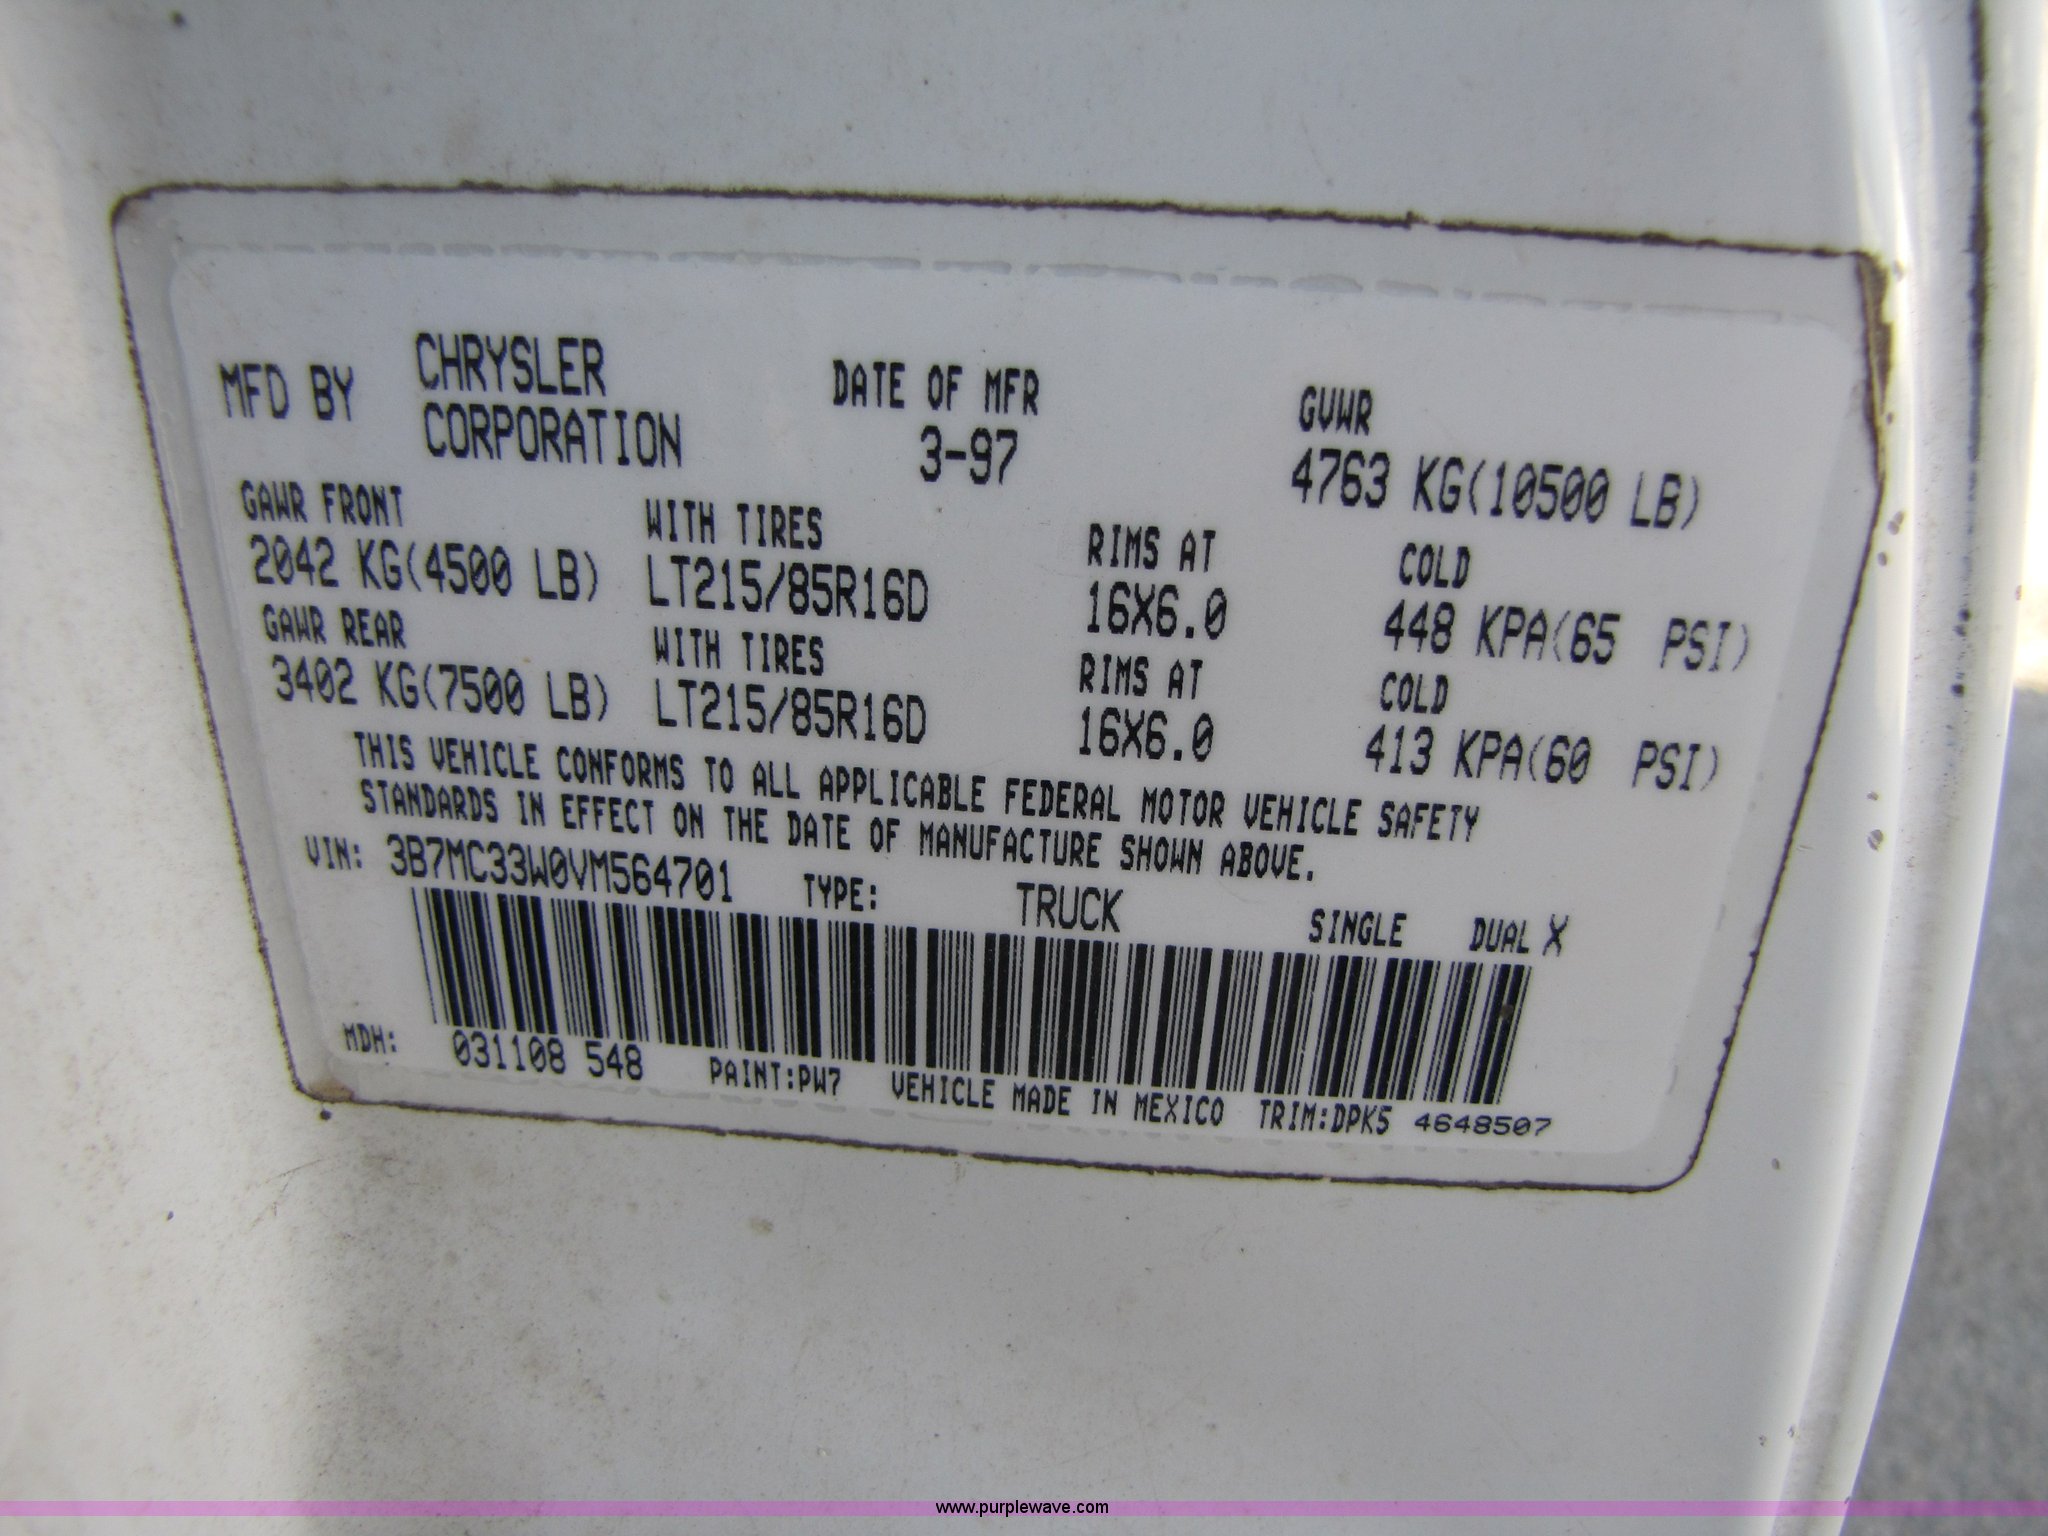 MFD BY CHRYSLER CORPORATION DATE OF MFR 3-97 GVWR 4763 KG(10500 LB)
GAWR FRONT WITH TIRES RIMS AT COLD
2042 KG(4500 LB) LT215/85R16D 16X6.0 448 KPA(65 PSI)
GAWR REAR WITH TIRES RIMS AT COLD
3402 KG(7500 LB) LT215/85R16D 16X6.0 413 KPA(60 PSI)
THIS VEHICLE CONFORMS TO ALL APPLICABLE FEDERAL MOTOR VEHICLE SAFETY
STANDARDS IN EFFECT ON THE DATE OF MANUFACTURE SHOWN ABOVE.
VIN: 3B7MC33W0VM564701 TYPE: TRUCK SINGLE DUAL X
MDH: 031108 548 PAINT:PW7 VEHICLE MADE IN MEXICO TRIM:DPK5 4648507
www.purplewave.com